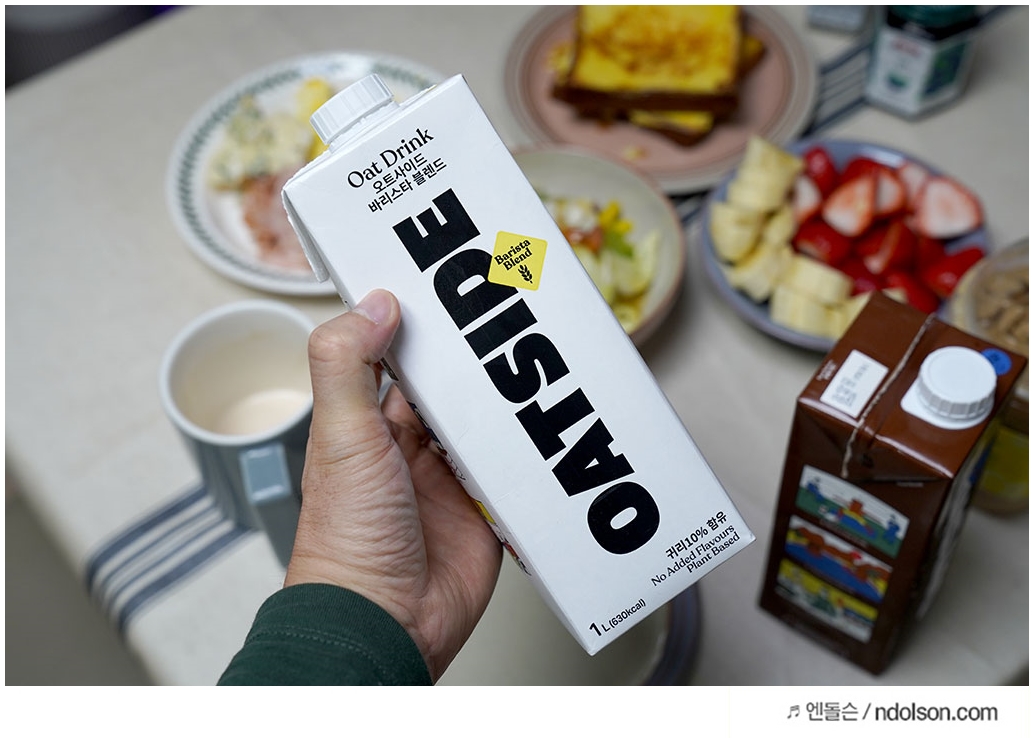 Oat Drink
오트사이드
바리스타 블렌드
OATSIDE
Barista
Blend
귀리10% 함유
No Added Flavours
Plant Based
1L (630kcal)
엔돌슨 / ndolson.com